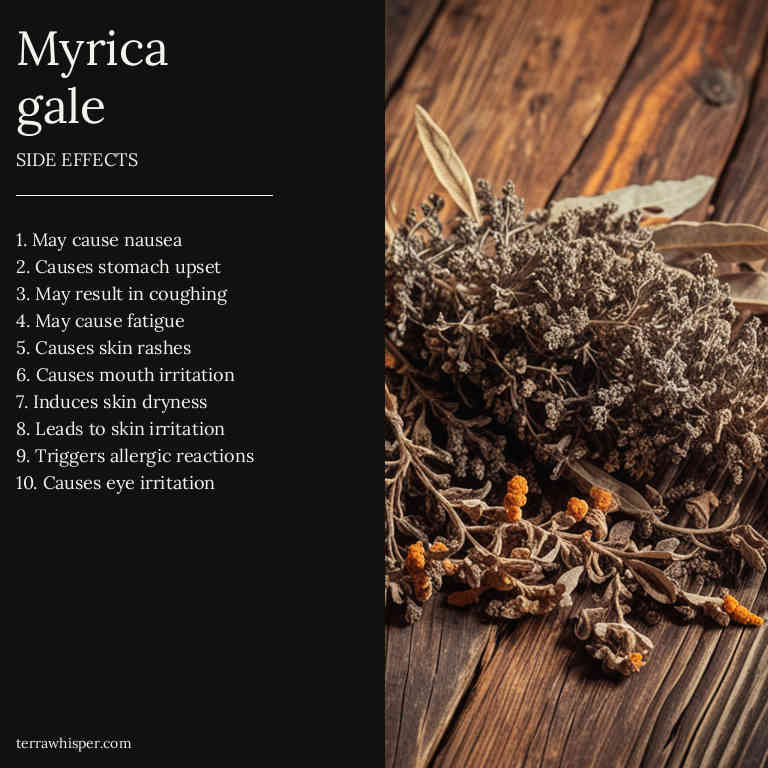 Myrica
gale
SIDE EFFECTS
1. May cause nausea
2. Causes stomach upset
3. May result in coughing
4. May cause fatigue
5. Causes skin rashes
6. Causes mouth irritation
7. Induces skin dryness
8. Leads to skin irritation
9. Triggers allergic reactions
10. Causes eye irritation
terrawhisper.com